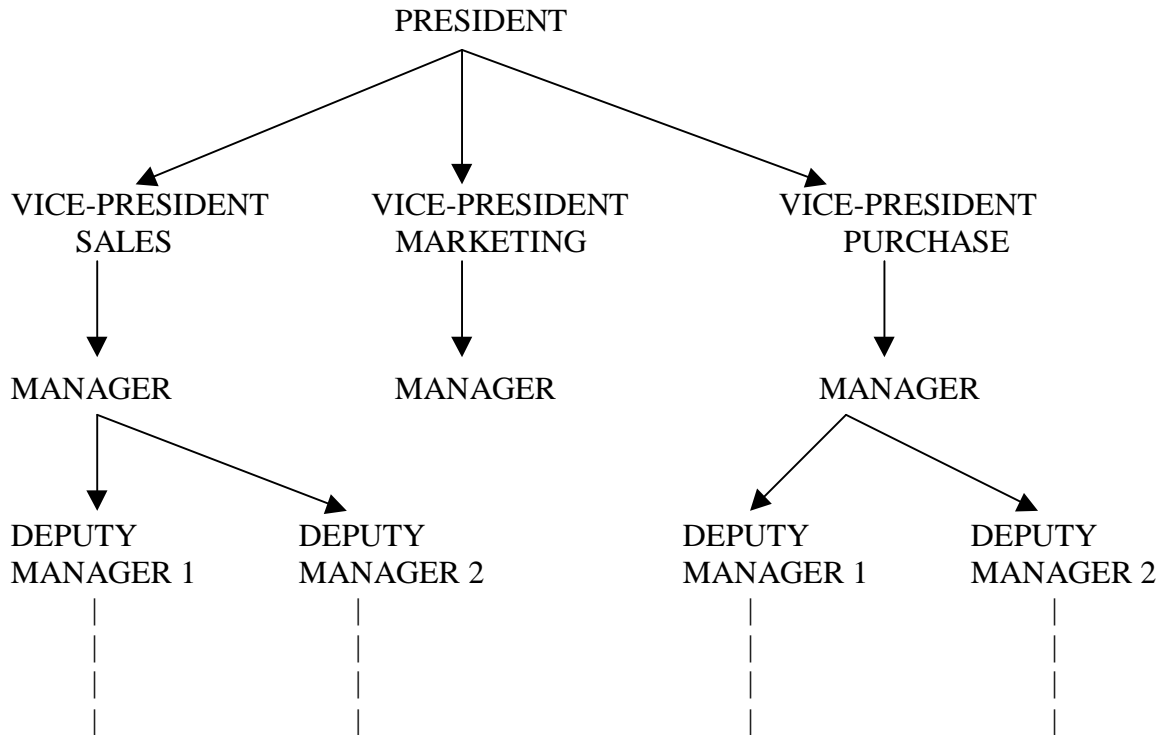 PRESIDENT
VICE-PRESIDENT VICE-PRESIDENT VICE-PRESIDENT
SALES MARKETING PURCHASE
MANAGER MANAGER MANAGER
DEPUTY DEPUTY DEPUTY DEPUTY
MANAGER 1 MANAGER 2 MANAGER 1 MANAGER 2